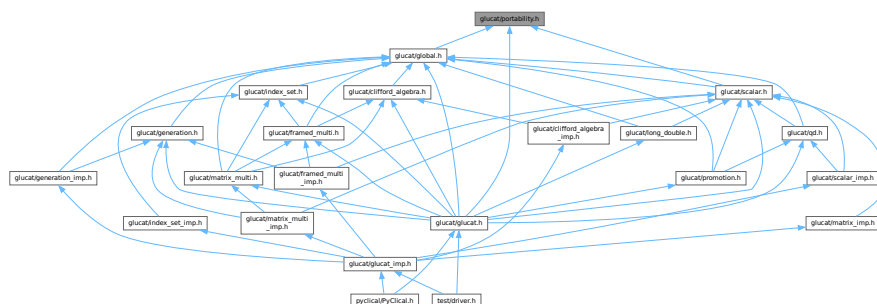 glucat/portability.h
glucat/global.h
glucat/index_set.h
glucat/clifford_algebra.h
glucat/scalar.h
glucat/generation.h
glucat/framed_multi.h
glucat/clifford_algebra
_imp.h
glucat/long_double.h
glucat/qd.h
glucat/generation_imp.h
glucat/matrix_multi.h
glucat/framed_multi
_imp.h
glucat/promotion.h
glucat/scalar_imp.h
glucat/index_set_imp.h
glucat/matrix_multi
_imp.h
glucat/glucat.h
glucat/matrix_imp.h
glucat/glucat_imp.h
pyclical/PyClical.h
test/driver.h